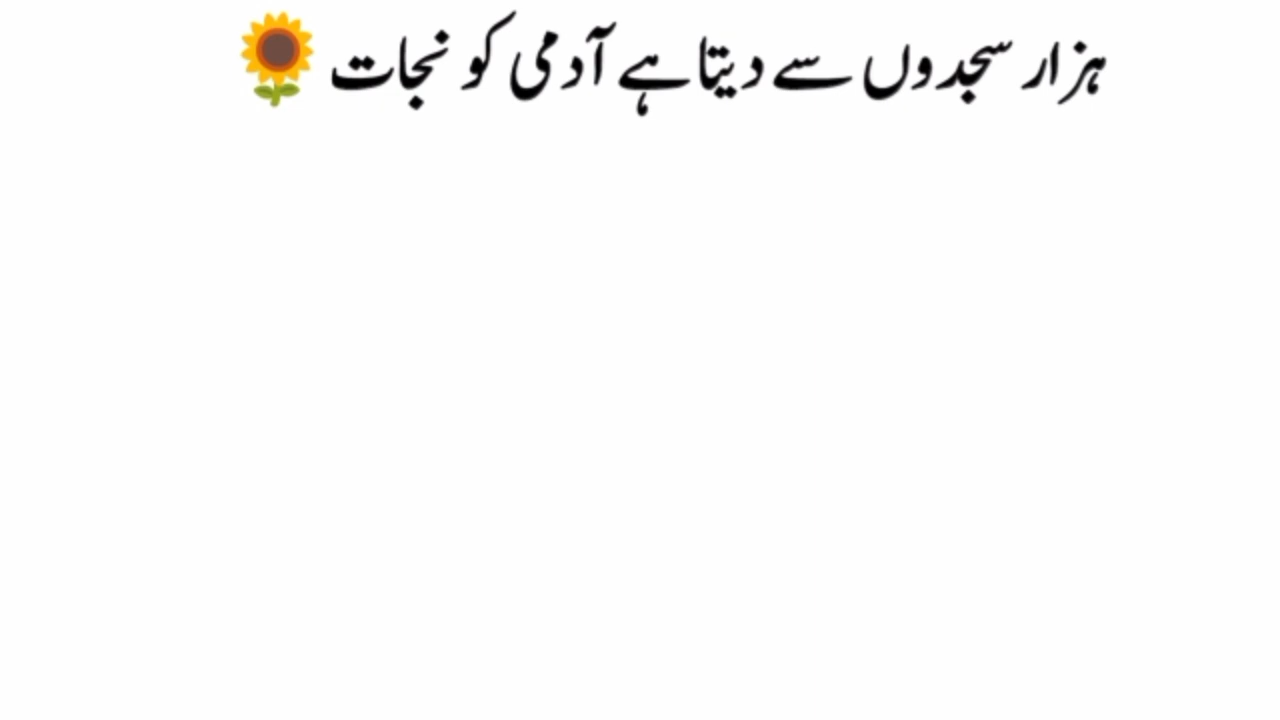 ہزار سجدوں سے دیتا ہے آدمی کو نجات 🌻